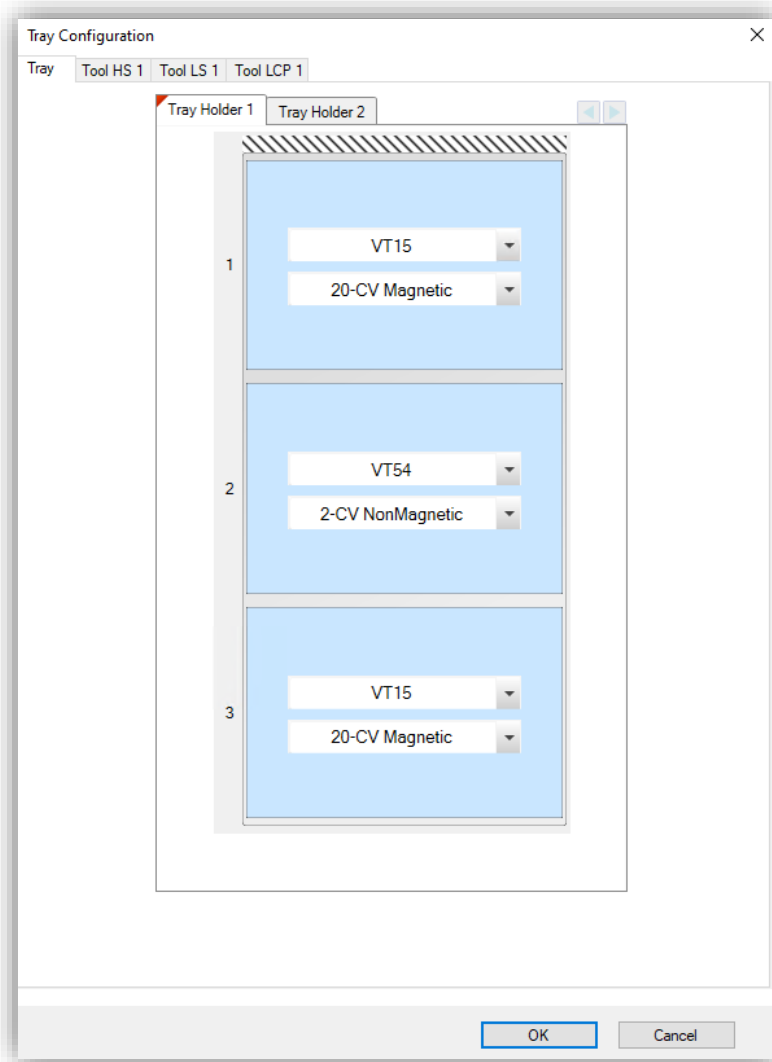 Tray Configuration
Tray Tool HS 1 Tool LS 1 Tool LCP 1
Tray Holder 1 Tray Holder 2
1
VT15
20-CV Magnetic
2
VT54
2-CV NonMagnetic
3
VT15
20-CV Magnetic
OK Cancel